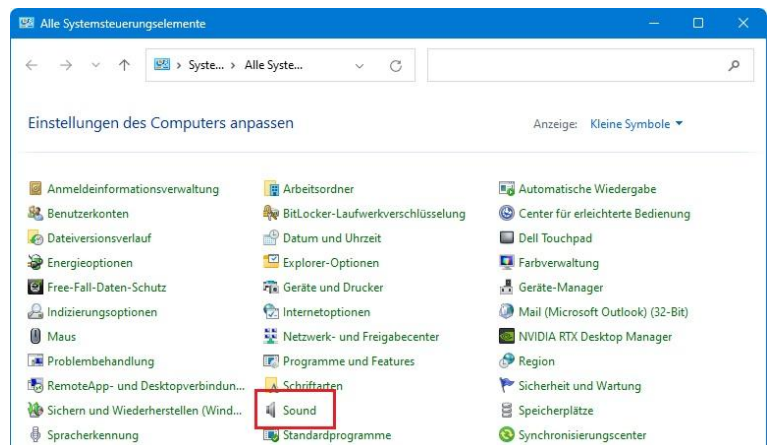 Alle Systemsteuerungselemente
Syste... › Alle Syste...
Einstellungen des Computers anpassen
Anzeige: Kleine Symbole
Anmeldeinformationsverwaltung
Arbeitsordner
Automatische Wiedergabe
Benutzerkonten
BitLocker-Laufwerkverschlüsselung
Center für erleichterte Bedienung
Dateiversionsverlauf
Datum und Uhrzeit
Dell Touchpad
Energieoptionen
Explorer-Optionen
Farbverwaltung
Free-Fall-Daten-Schutz
Geräte und Drucker
Geräte-Manager
Indizierungsoptionen
Internetoptionen
Mail (Microsoft Outlook) (32-Bit)
Maus
Netzwerk- und Freigabecenter
NVIDIA RTX Desktop Manager
Problembehandlung
Programme und Features
Region
RemoteApp- und Desktopverbindun...
Schriftarten
Sicherheit und Wartung
Sichern und Wiederherstellen (Wind...
Sound
Speicherplätze
Spracherkennung
Standardprogramme
Synchronisierungscenter